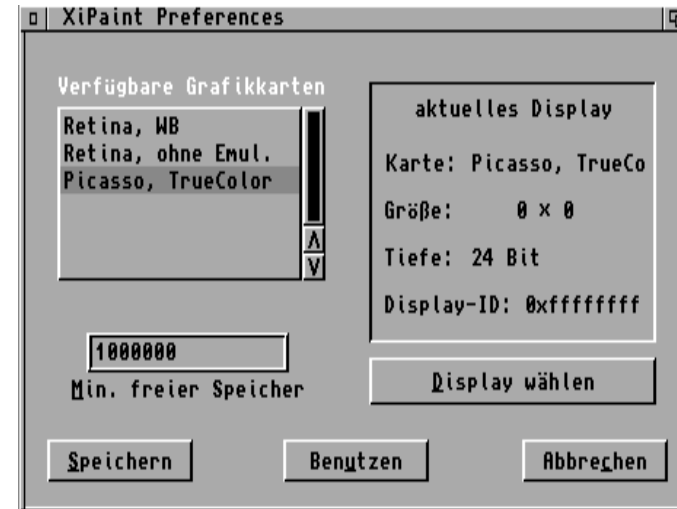 XiPaint Preferences
Verfügbare Grafikkarten
Retina, WB
Retina, ohne Emul.
Picasso, TrueColor
1000000
Min. freier Speicher
aktuelles Display
Karte: Picasso, TrueCo
Größe: 0 × 0
Tiefe: 24 Bit
Display-ID: 0xffffffff
Display wählen
Speichern
Benutzen
Abbrechen